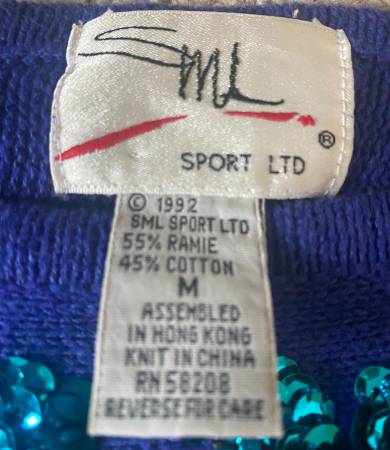 SML
®
SPORT LTD
© 1992
SML SPORT LTD
55% RAMIE
45% COTTON
M
ASSEMBLED
IN HONG KONG
KNIT IN CHINA
RN 58208
REVERSE FOR CARE